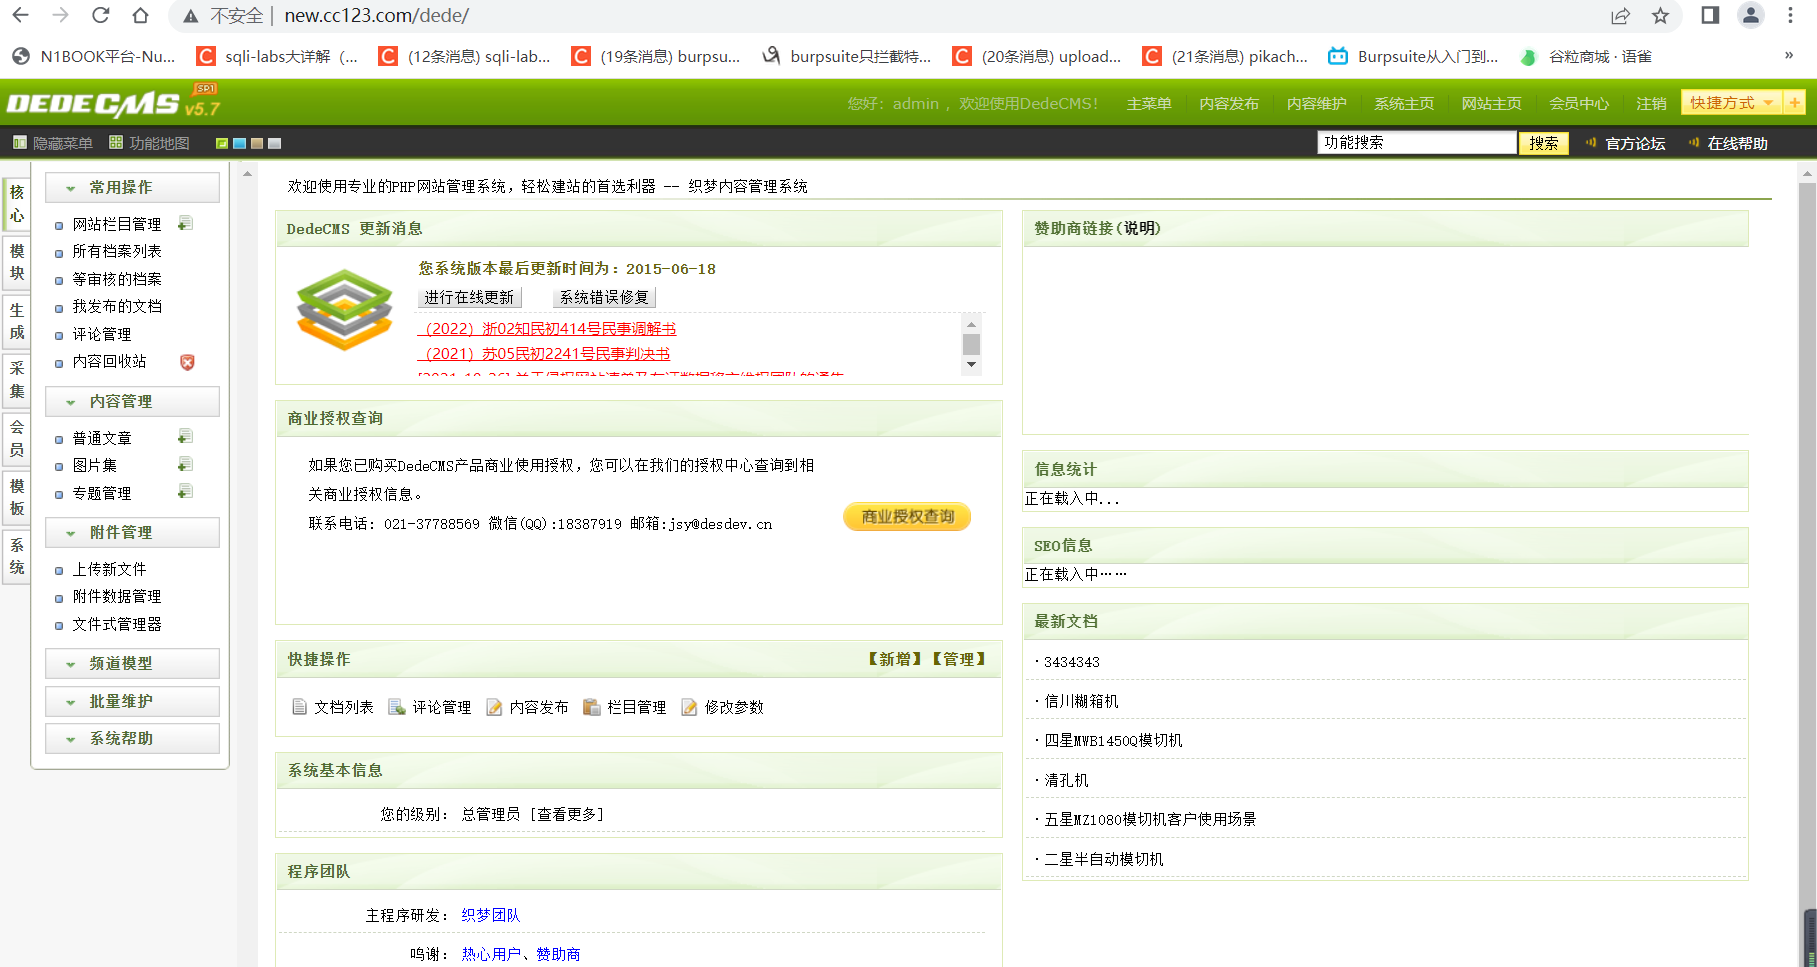 不安全 new.cc123.com/dede/
N1BOOK平台-Nu... sqli-labs大详解（... (12条消息) sqli-lab... (19条消息) burpsu... burpsuite只拦截特... (20条消息) upload... (21条消息) pikach... Burpsuite从入门到... 谷粒商城 · 语雀 »
DEDECMS v5.7 SP1
您好：admin ，欢迎使用DedeCMS！ 主菜单 内容发布 内容维护 系统主页 网站主页 会员中心 注销 快捷方式
隐藏菜单 功能地图 功能搜索 搜索 官方论坛 在线帮助
核心
模块
生成
采集
会员
模板
系统
常用操作
网站栏目管理
所有档案列表
等审核的档案
我发布的文档
评论管理
内容回收站
内容管理
普通文章
图片集
专题管理
附件管理
上传新文件
附件数据管理
文件式管理器
频道模型
批量维护
系统帮助
欢迎使用专业的PHP网站管理系统，轻松建站的首选利器 -- 织梦内容管理系统
DedeCMS 更新消息
您系统版本最后更新时间为：2015-06-18
进行在线更新 系统错误修复
（2022）浙02知民初414号民事调解书
（2021）苏05民初2241号民事判决书
商业授权查询
如果您已购买DedeCMS产品商业使用授权，您可以在我们的授权中心查询到相
关商业授权信息。
联系电话: 021-37788569 微信(QQ):18387919 邮箱:jsy@desdev.cn
商业授权查询
快捷操作 【新增】【管理】
文档列表 评论管理 内容发布 栏目管理 修改参数
系统基本信息
您的级别： 总管理员 [查看更多]
程序团队
主程序研发： 织梦团队
鸣谢： 热心用户、赞助商
赞助商链接(说明)
信息统计
正在载入中...
SEO信息
正在载入中……
最新文档
·3434343
·信川糊箱机
·四星MWB1450Q模切机
·清孔机
·五星MZ1080模切机客户使用场景
·二星半自动模切机